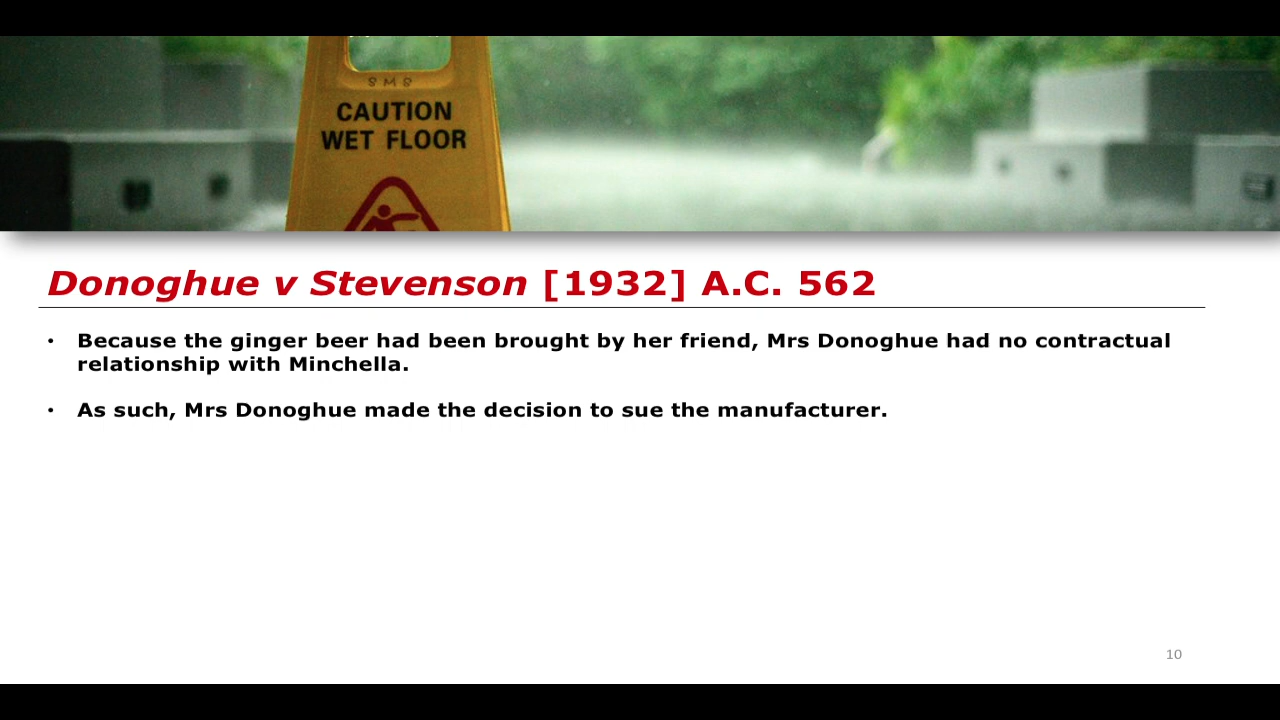 SMS
CAUTION
WET FLOOR
Donoghue v Stevenson [1932] A.C. 562
• Because the ginger beer had been brought by her friend, Mrs Donoghue had no contractual
relationship with Minchella.
• As such, Mrs Donoghue made the decision to sue the manufacturer.
10